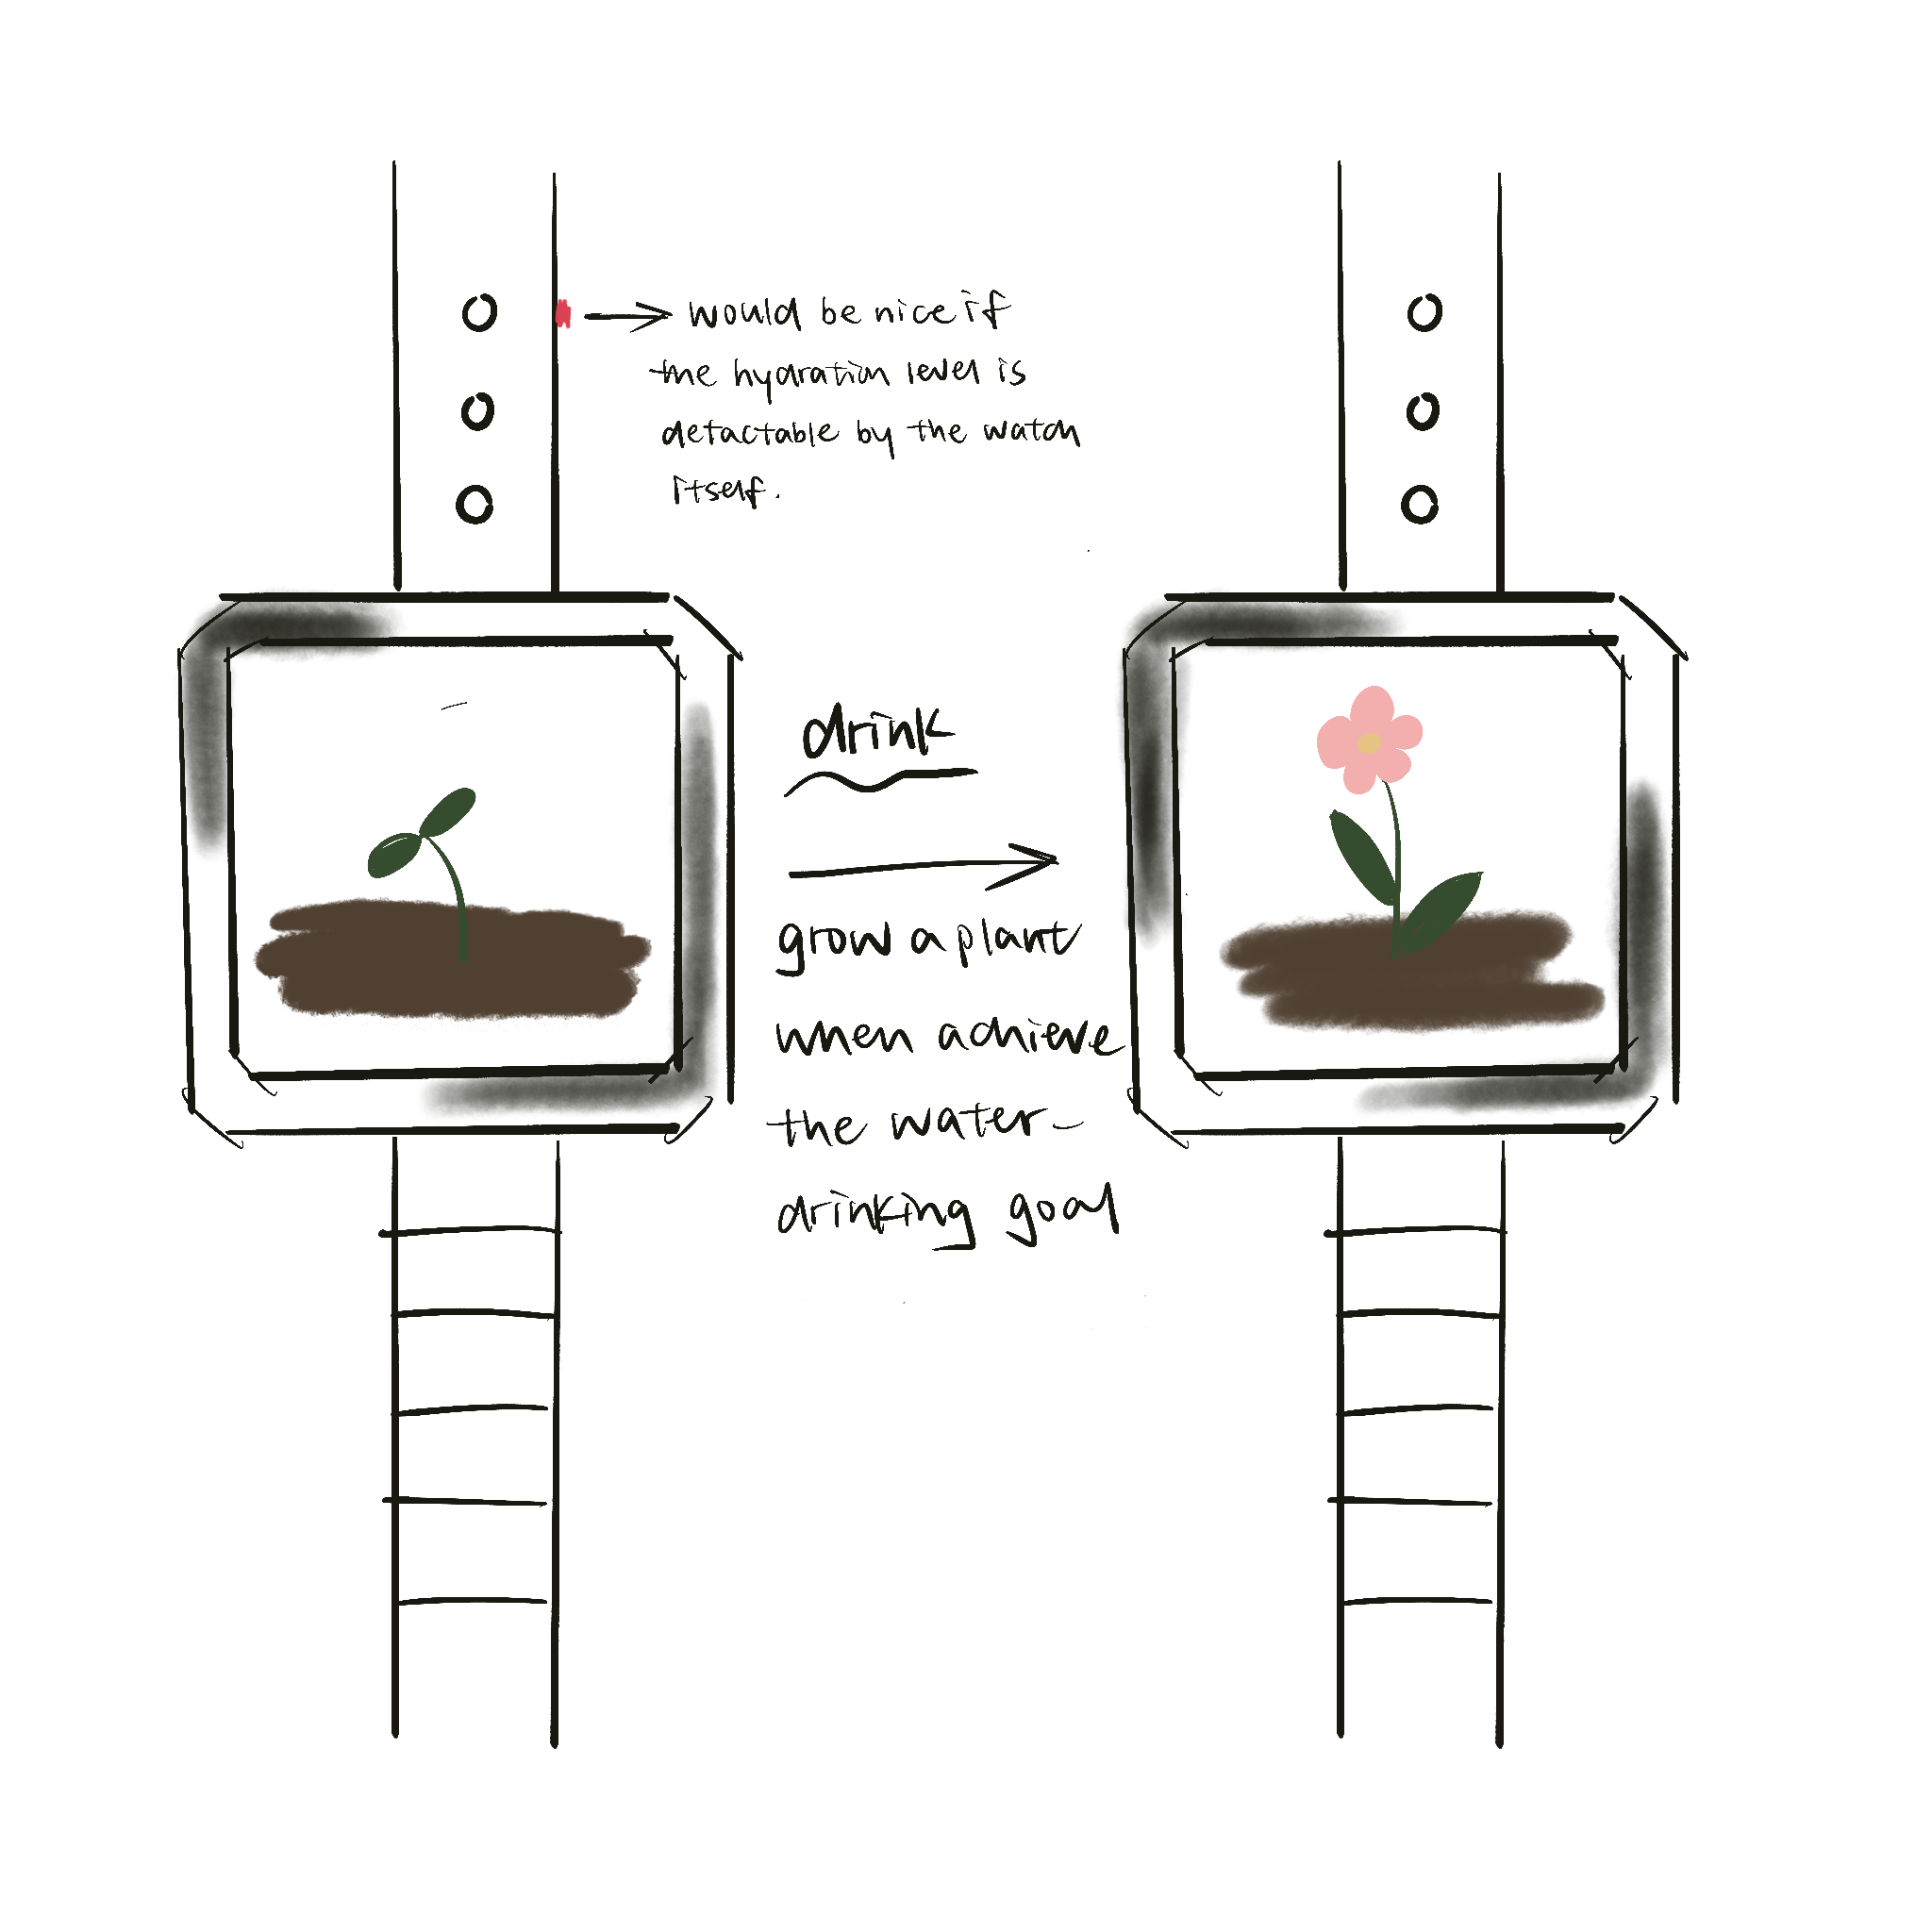 would be nice if
the hydration level is
detactable by the watch
itself.
drink
grow a plant
when achieve
the water-
drinking goal